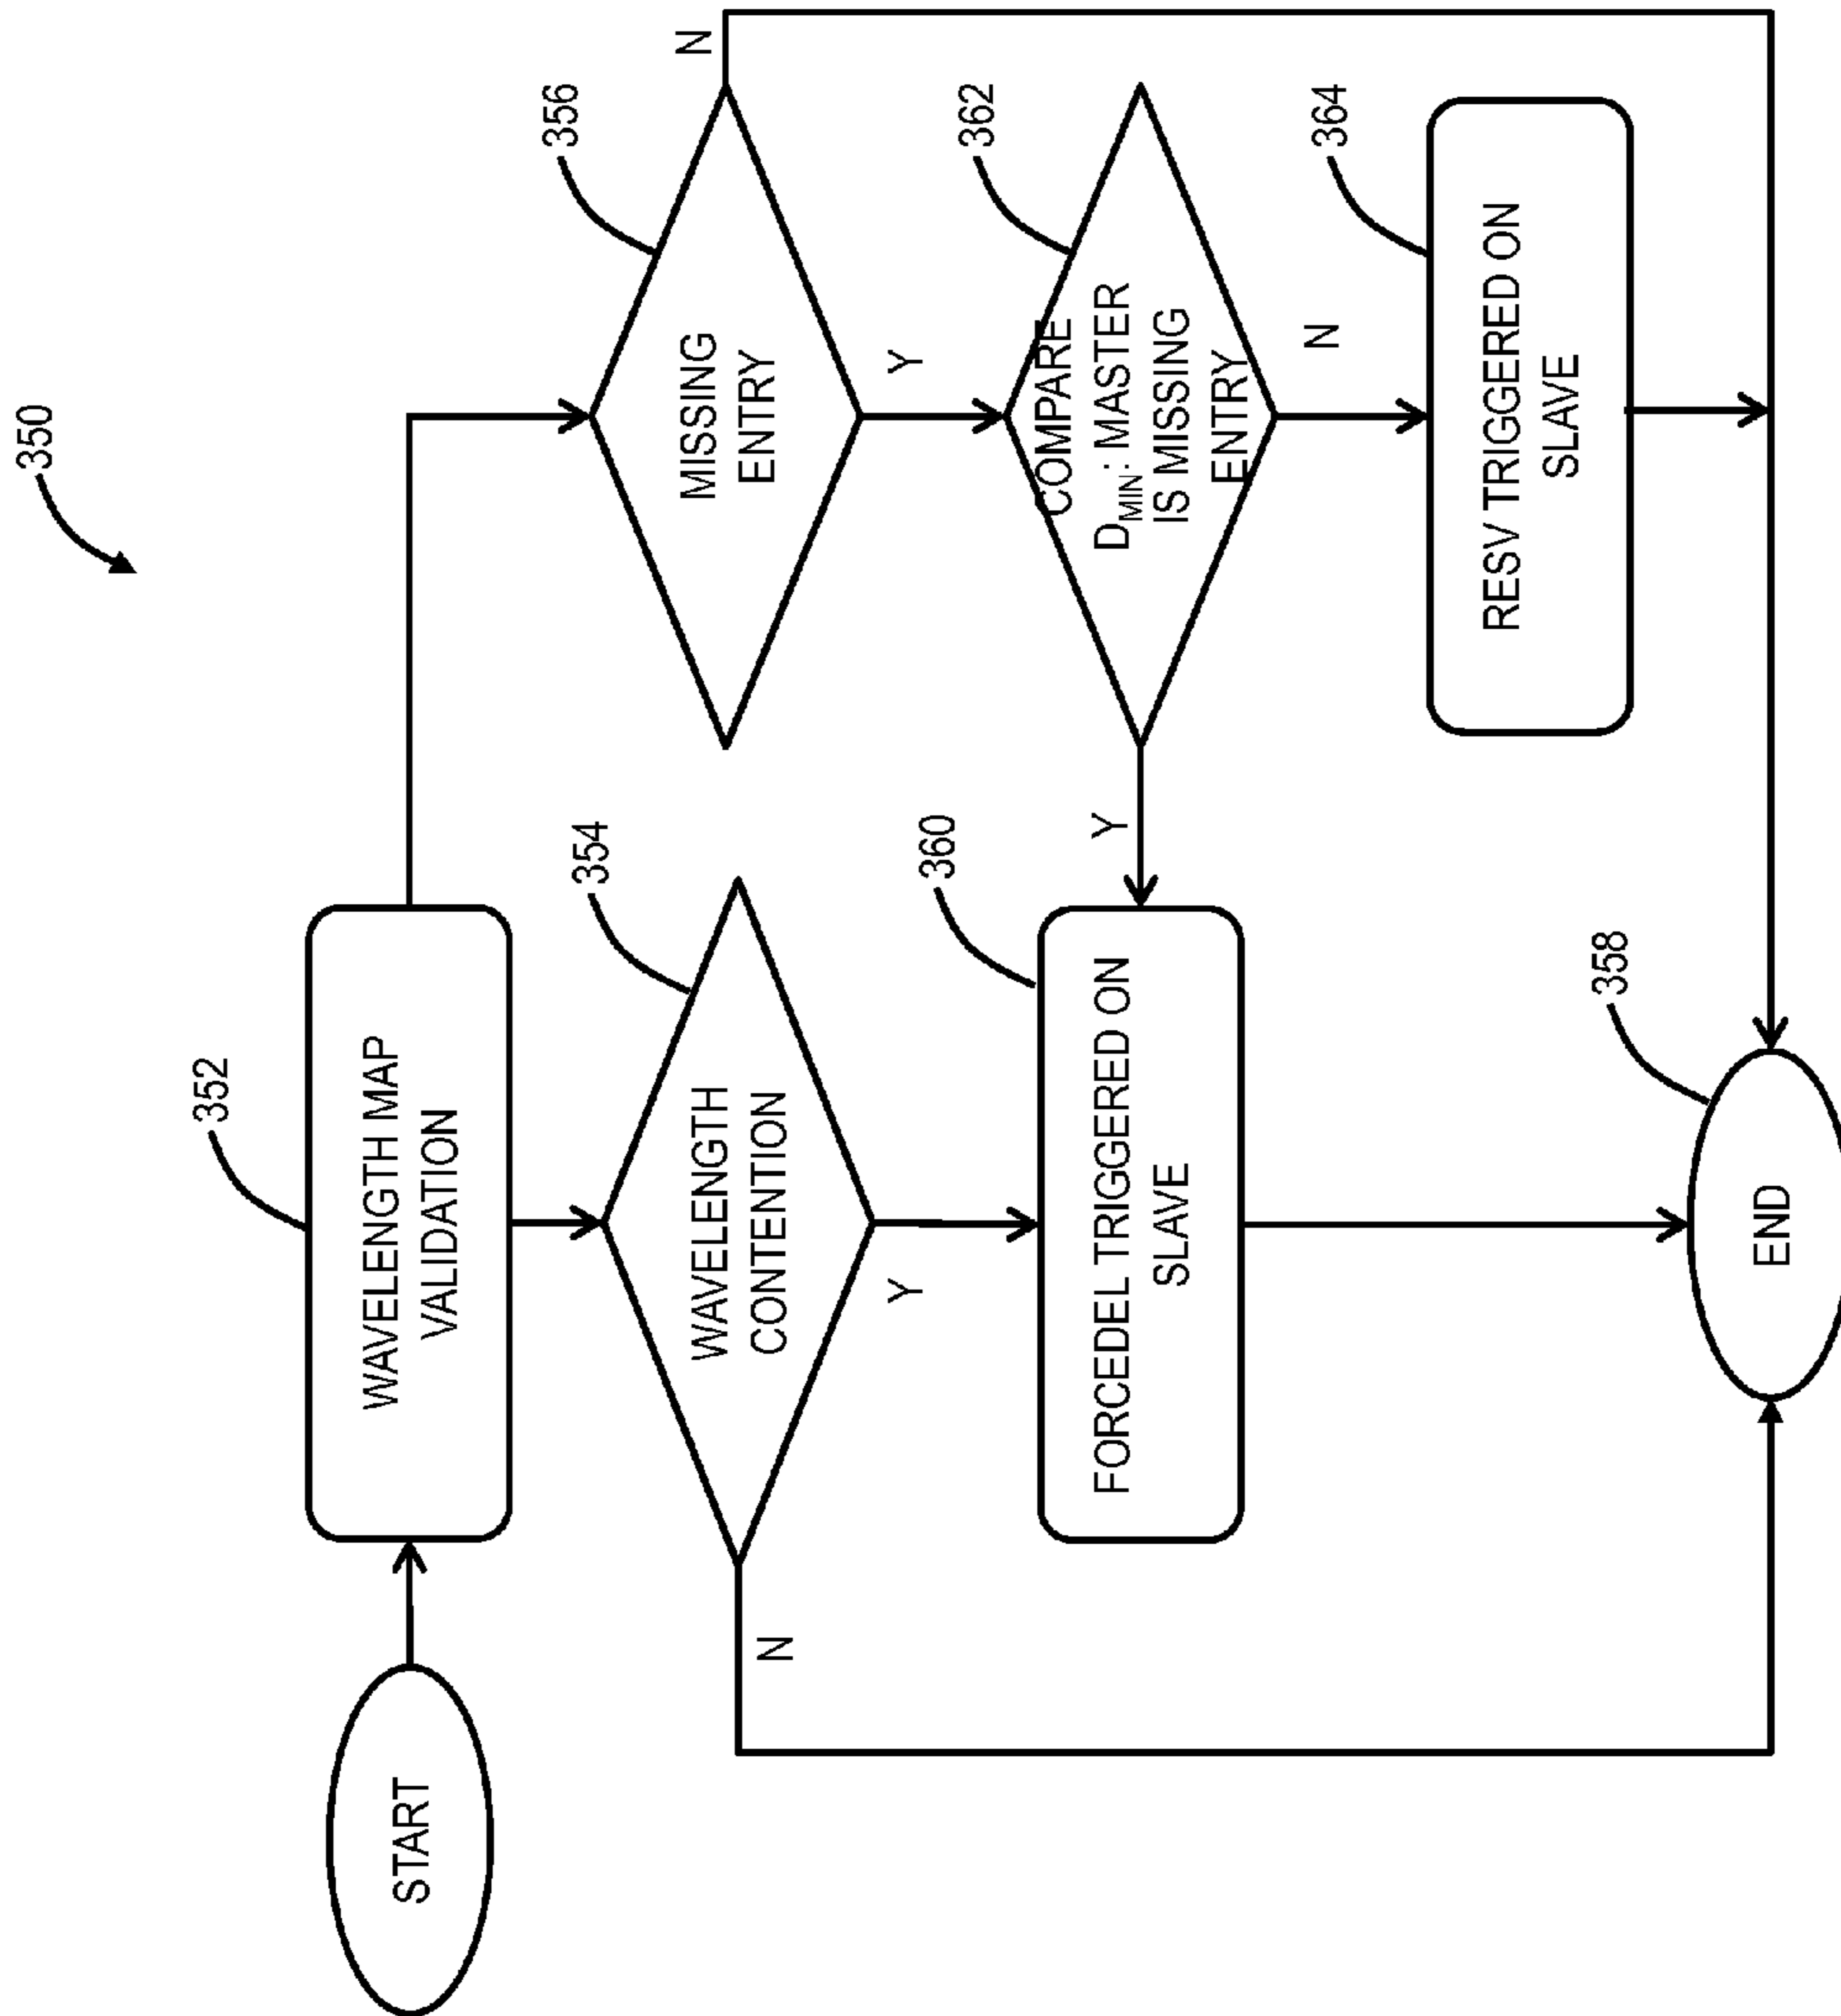 350
START
352
WAVELENGTH MAP
VALIDATION
354
WAVELENGTH
CONTENTION
356
MISSING
ENTRY
N
Y
N
Y
360
FORCEDEL TRIGGERED ON
SLAVE
Y
362
COMPARE
DMIN: MASTER
IS MISSING
ENTRY
N
364
RESV TRIGGERED ON
SLAVE
358
END